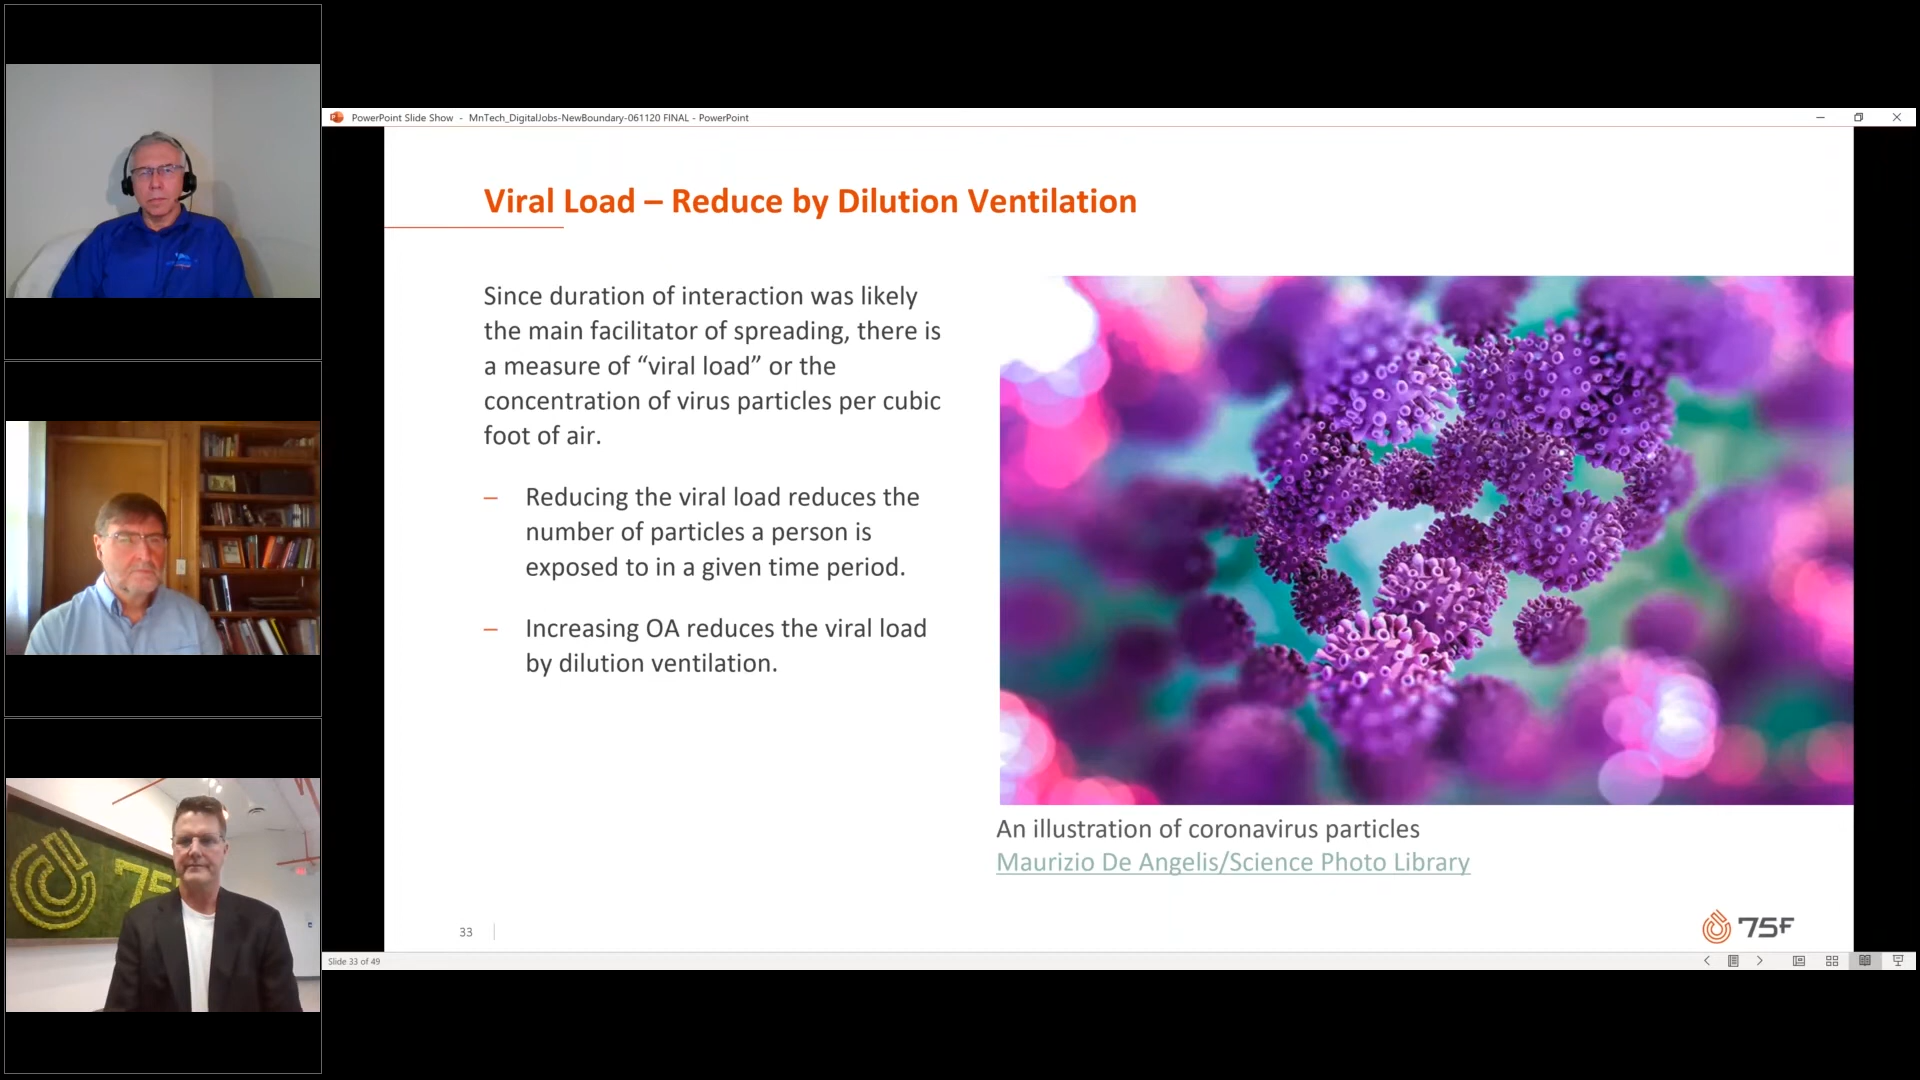 PowerPoint Slide Show - MnTech_DigitalJobs-NewBoundary-061120 FINAL - PowerPoint
Viral Load – Reduce by Dilution Ventilation
Since duration of interaction was likely
the main facilitator of spreading, there is
a measure of “viral load” or the
concentration of virus particles per cubic
foot of air.
– Reducing the viral load reduces the
number of particles a person is
exposed to in a given time period.
– Increasing OA reduces the viral load
by dilution ventilation.
An illustration of coronavirus particles
Maurizio De Angelis/Science Photo Library
75F
33
75F
Slide 33 of 49